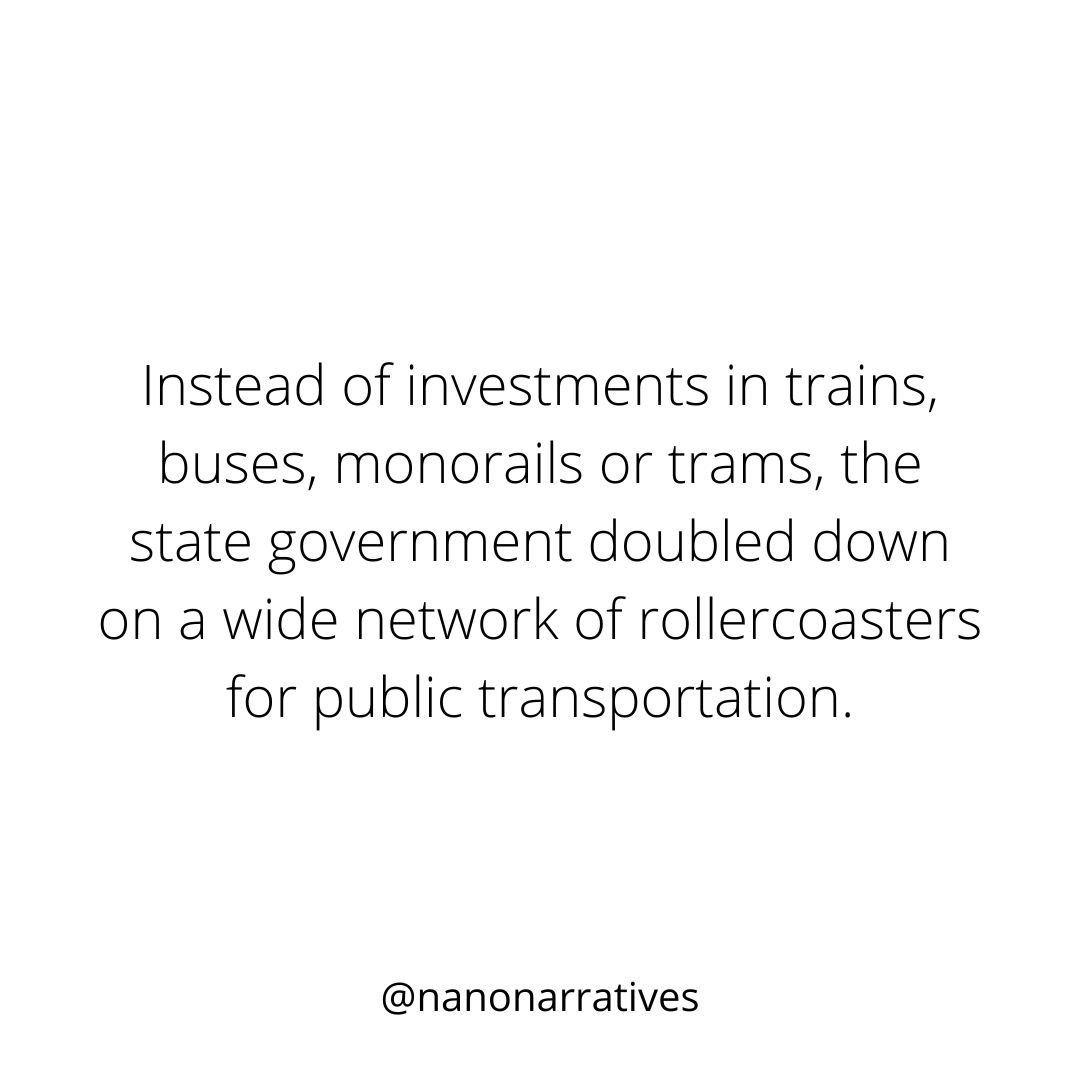 Instead of investments in trains,
buses, monorails or trams, the
state government doubled down
on a wide network of rollercoasters
for public transportation.
@nanonarratives